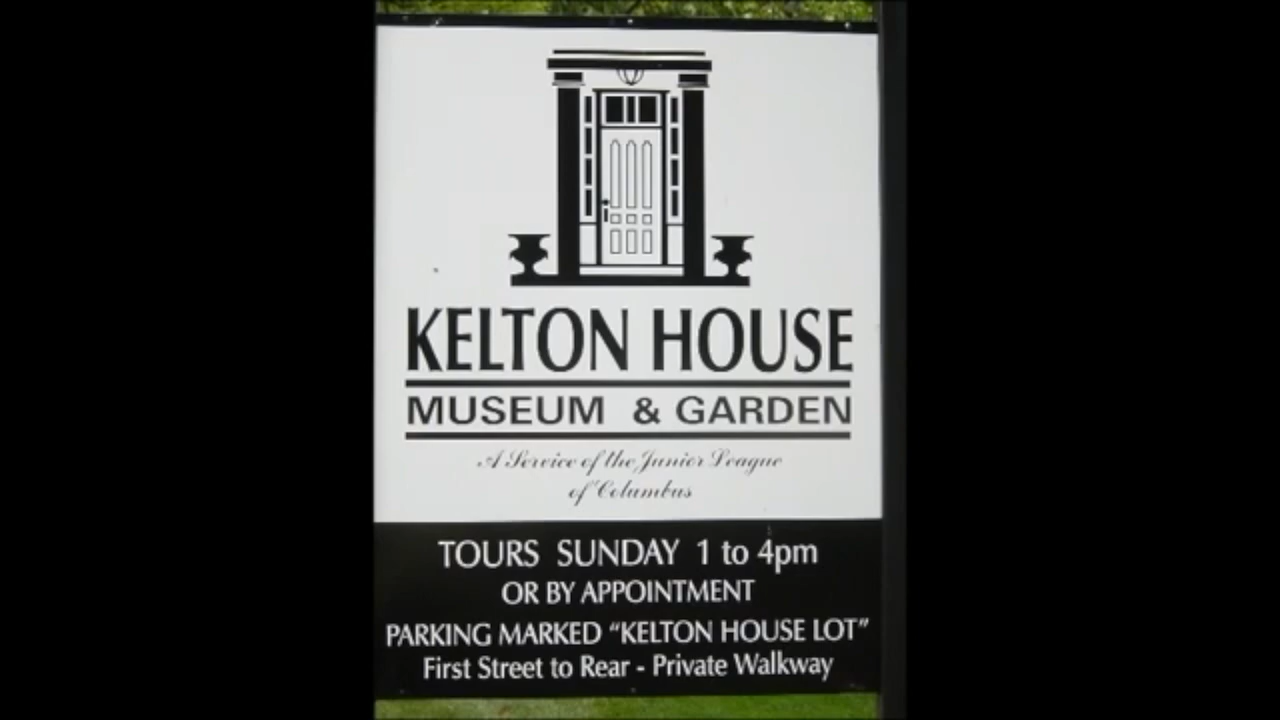 KELTON HOUSE
MUSEUM & GARDEN
A Service of the Junior League
of Columbus
TOURS SUNDAY 1 to 4pm
OR BY APPOINTMENT
PARKING MARKED “KELTON HOUSE LOT”
First Street to Rear - Private Walkway